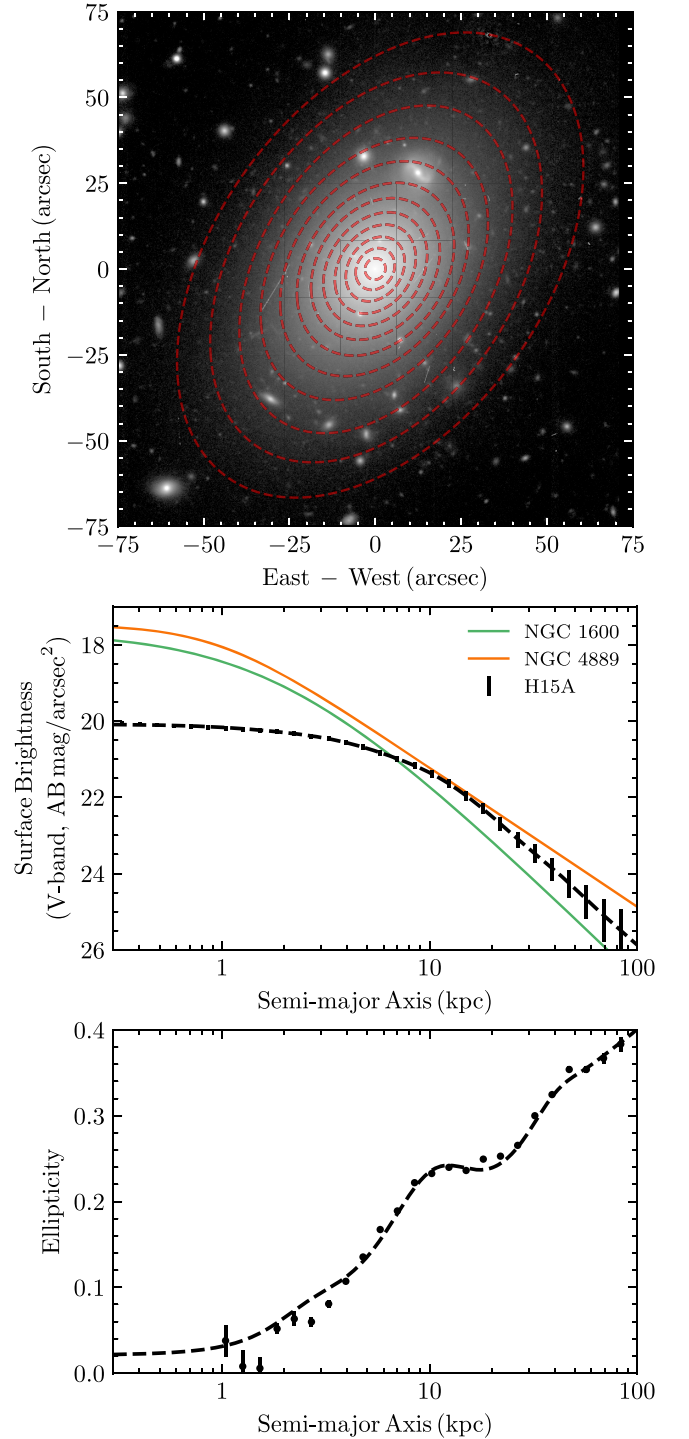 75
50
25
0
−25
−50
−75
South − North (arcsec)
−75 −50 −25 0 25 50 75
East − West (arcsec)
18
20
22
24
26
Surface Brightness
(V-band, AB mag/arcsec²)
NGC 1600
NGC 4889
H15A
1 10 100
Semi-major Axis (kpc)
0.4
0.3
0.2
0.1
0.0
Ellipticity
1 10 100
Semi-major Axis (kpc)